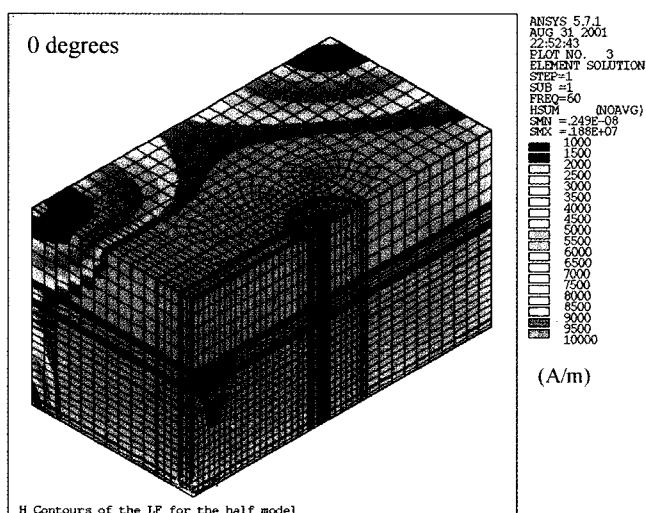 0 degrees
ANSYS 5.7.1
AUG 31 2001
22:52:43
PLOT NO. 3
ELEMENT SOLUTION
STEP=1
SUB =1
FREQ=60
HSUM (NOAVG)
SMN =.249E-08
SMX =.188E+07
1000
1500
2000
2500
3000
3500
4000
4500
5000
5500
6000
6500
7000
7500
8000
8500
9000
9500
10000
(A/m)
H Contours of the LF for the half model